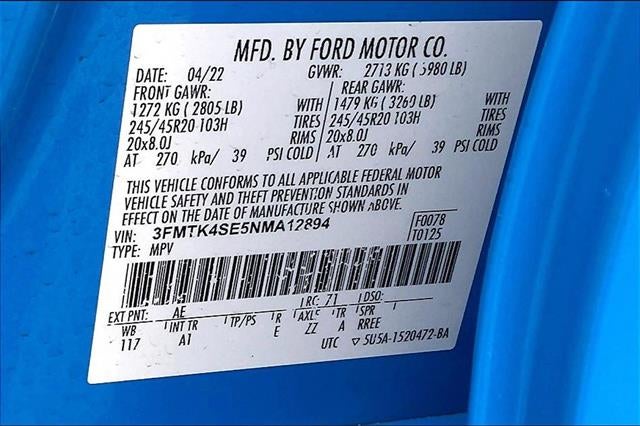 MFD. BY FORD MOTOR CO.
DATE: 04/22 GVWR: 2713 KG (5980 LB)
FRONT GAWR: REAR GAWR:
1272 KG (2805 LB) WITH 1479 KG (3260 LB) WITH
245/45R20 103H TIRES 245/45R20 103H TIRES
20x8.0J RIMS 20x8.0J RIMS
AT 270 kPa/ 39 PSI COLD AT 270 kPa/ 39 PSI COLD
THIS VEHICLE CONFORMS TO ALL APPLICABLE FEDERAL MOTOR
VEHICLE SAFETY AND THEFT PREVENTION STANDARDS IN
EFFECT ON THE DATE OF MANUFACTURE SHOWN ABOVE.
VIN: 3FMTK4SE5NMA12894 F0078
TYPE: MPV T0125
EXT PNT: AE RC: 71 DSO:
WB INT TR TP/PS R AXLE TR SPR
117 A1 E ZZ A RREE
UTC ▽ 5U5A-1520472-BA